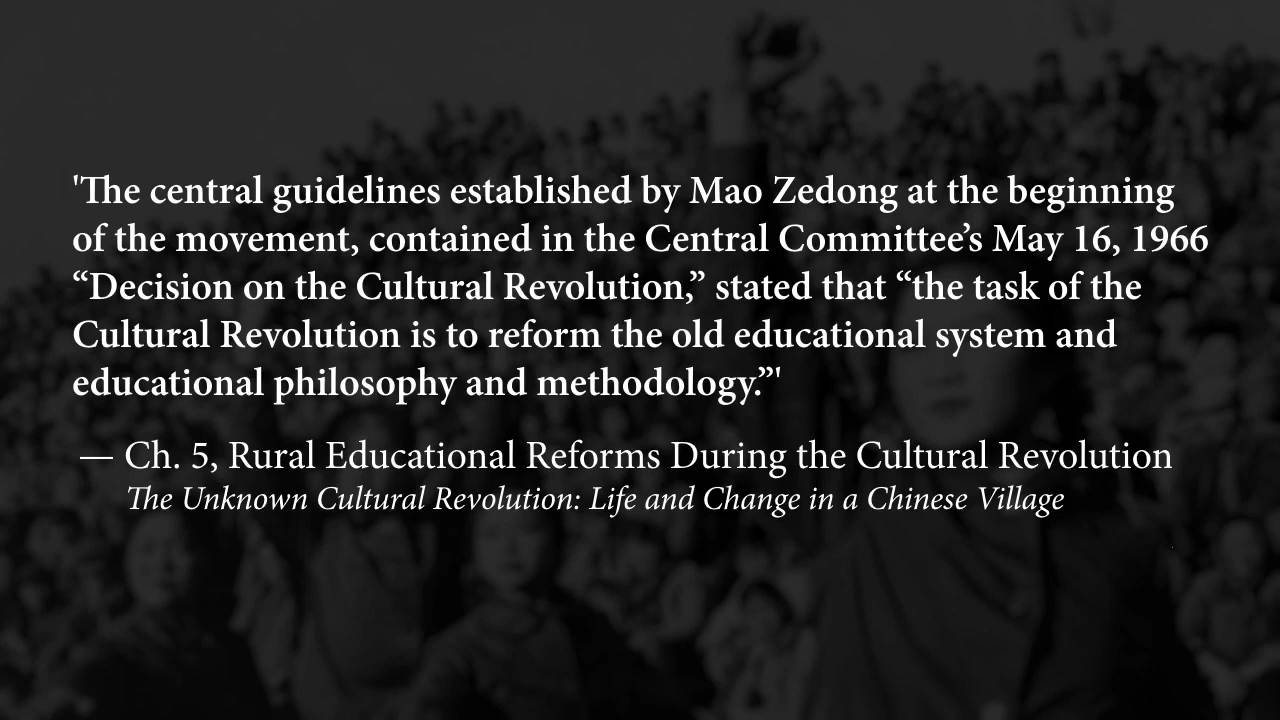 'The central guidelines established by Mao Zedong at the beginning
of the movement, contained in the Central Committee’s May 16, 1966
“Decision on the Cultural Revolution,” stated that “the task of the
Cultural Revolution is to reform the old educational system and
educational philosophy and methodology.”'
— Ch. 5, Rural Educational Reforms During the Cultural Revolution
The Unknown Cultural Revolution: Life and Change in a Chinese Village